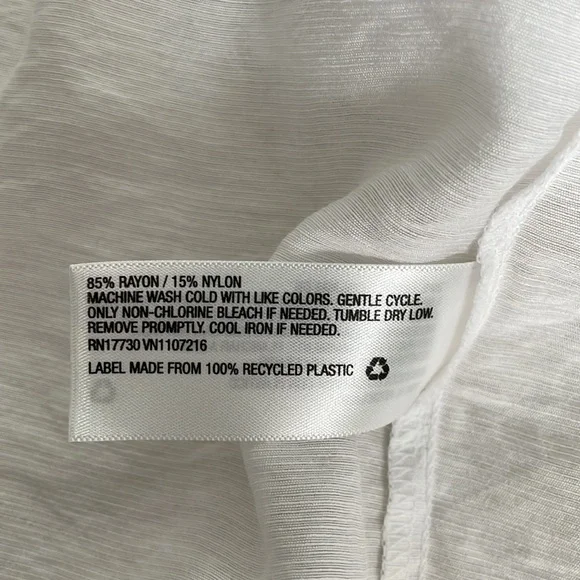 85% RAYON / 15% NYLON
MACHINE WASH COLD WITH LIKE COLORS. GENTLE CYCLE.
ONLY NON-CHLORINE BLEACH IF NEEDED. TUMBLE DRY LOW.
REMOVE PROMPTLY. COOL IRON IF NEEDED.
RN17730 VN1107216
LABEL MADE FROM 100% RECYCLED PLASTIC